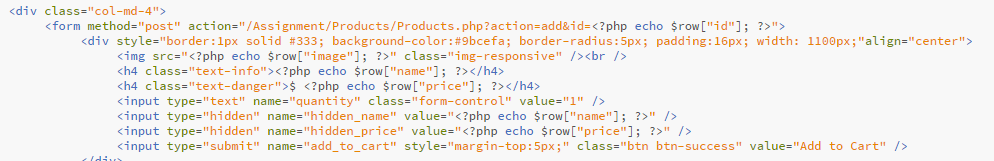 <div class="col-md-4">
<form method="post" action="/Assignment/Products/Products.php?action=add&id=<?php echo $row["id"]; ?>">
<div style="border:1px solid #333; background-color:#9bcefa; border-radius:5px; padding:16px; width: 1100px;"align="center">
<img src="<?php echo $row["image"]; ?>" class="img-responsive" /><br />
<h4 class="text-info"><?php echo $row["name"]; ?></h4>
<h4 class="text-danger">$ <?php echo $row["price"]; ?></h4>
<input type="text" name="quantity" class="form-control" value="1" />
<input type="hidden" name="hidden_name" value="<?php echo $row["name"]; ?>" />
<input type="hidden" name="hidden_price" value="<?php echo $row["price"]; ?>" />
<input type="submit" name="add_to_cart" style="margin-top:5px;" class="btn btn-success" value="Add to Cart" />
</div>